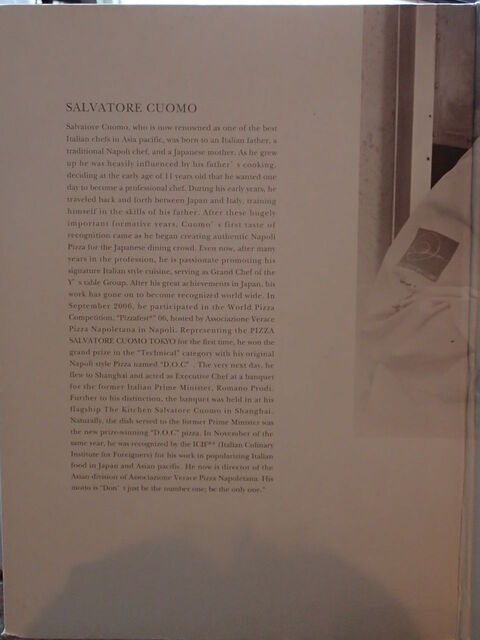 SALVATORE CUOMO
Salvatore Cuomo, who is now renowned as one of the best
Italian chefs in Asia pacific, was born to an Italian father, a
traditional Napoli chef, and a Japanese mother. As he grew
up he was heavily influenced by his father' s cooking,
deciding at the early age of 11 years old that he wanted one
day to become a professional chef. During his early years, he
traveled back and forth between Japan and Italy, training
himself in the skills of his father. After these hugely
important formative years, Cuomo' s first taste of
recognition came as he began creating authentic Napoli
Pizza for the Japanese dining crowd. Even now, after many
years in the profession, he is passionate promoting his
signature Italian style cuisine, serving as Grand Chef of the
Y' s table Group. After his great achievements in Japan, his
work has gone on to become recognized world wide. In
September 2006, he participated in the World Pizza
Competition, "Pizzafest®" 06, hosted by Associazione Verace
Pizza Napoletana in Napoli. Representing the PIZZA
SALVATORE CUOMO TOKYO for the first time, he won the
grand prize in the "Technical" category with his original
Napoli style Pizza named "D.O.C" . The very next day, he
flew to Shanghai and acted as Executive Chef at a banquet
for the former Italian Prime Minister, Romano Prodi.
Further to his distinction, the banquet was held in at his
flagship The Kitchen Salvatore Cuomo in Shanghai.
Naturally, the dish served to the former Prime Minister was
the new prize-winning "D.O.C" pizza. In November of the
same year, he was recognized by the (Italian Culinary
Institute for Foreigners) for his work in popularizing Italian
food in Japan and Asian pacific. He now is director of the
Asian division of Associazione Verace Pizza Napoletana. His
motto is "Don' t just be the number one; be the only one."